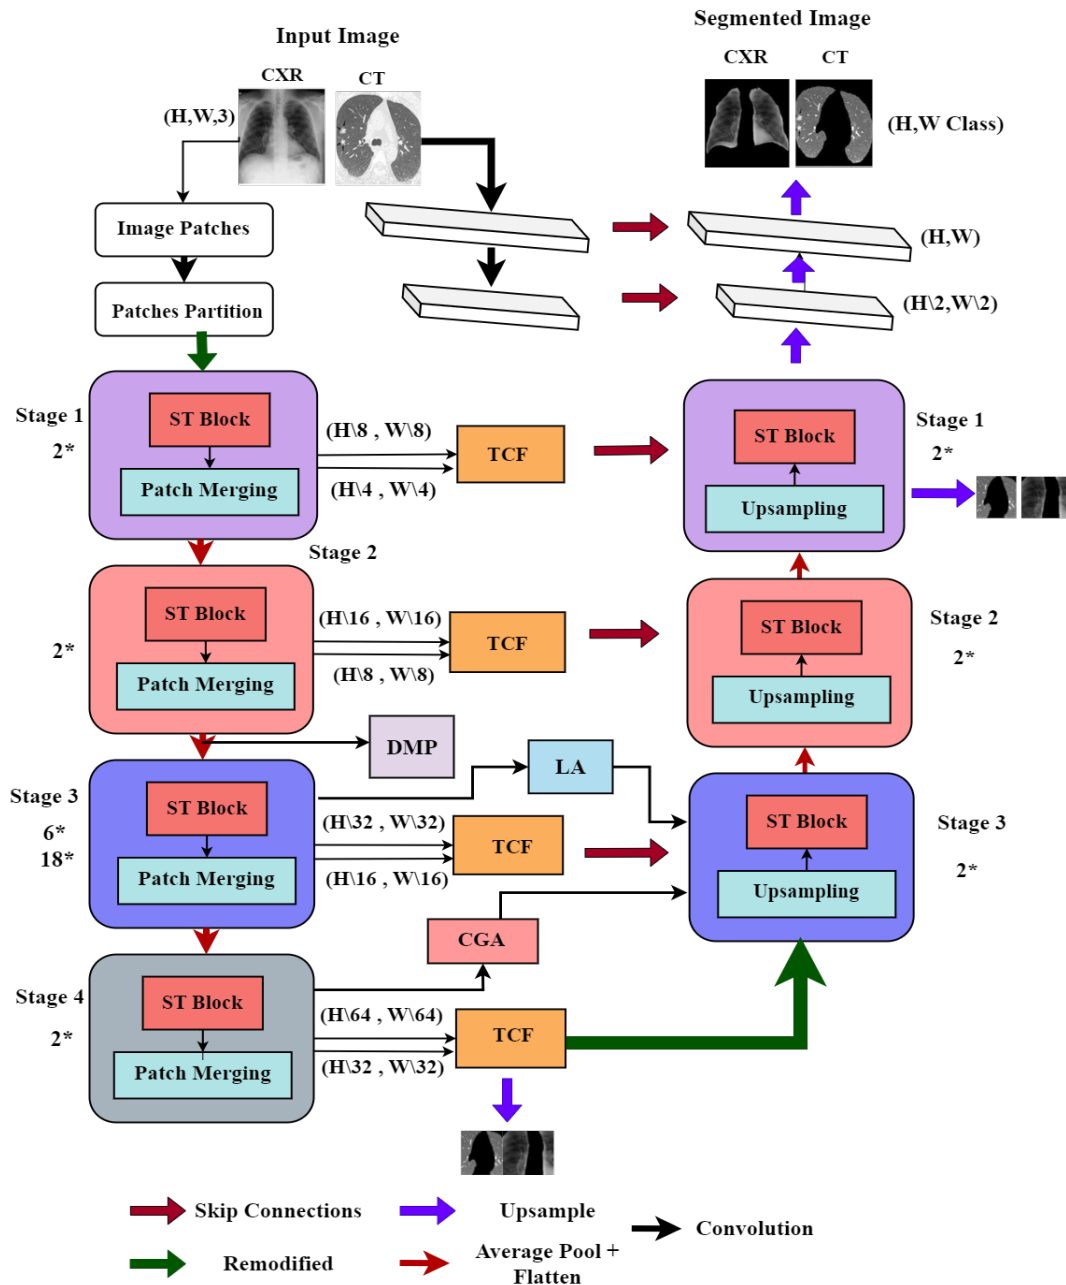 Segmented Image
Input Image
CXR
CT
CXR
CT
(H,W,3)
(H,W Class)
Image Patches
(H,W)
Patches Partition
(H\2,W\2)
Stage 1
2*
ST Block
Patch Merging
(H\8 , W\8)
(H\4 , W\4)
TCF
ST Block
Upsampling
Stage 1
2*
Stage 2
2*
ST Block
Patch Merging
(H\16 , W\16)
(H\8 , W\8)
TCF
ST Block
Upsampling
Stage 2
2*
DMP
LA
Stage 3
6*
18*
ST Block
Patch Merging
(H\32 , W\32)
(H\16 , W\16)
TCF
ST Block
Upsampling
Stage 3
2*
CGA
Stage 4
2*
ST Block
Patch Merging
(H\64 , W\64)
(H\32 , W\32)
TCF
Skip Connections
Upsample
Convolution
Remodified
Average Pool +
Flatten